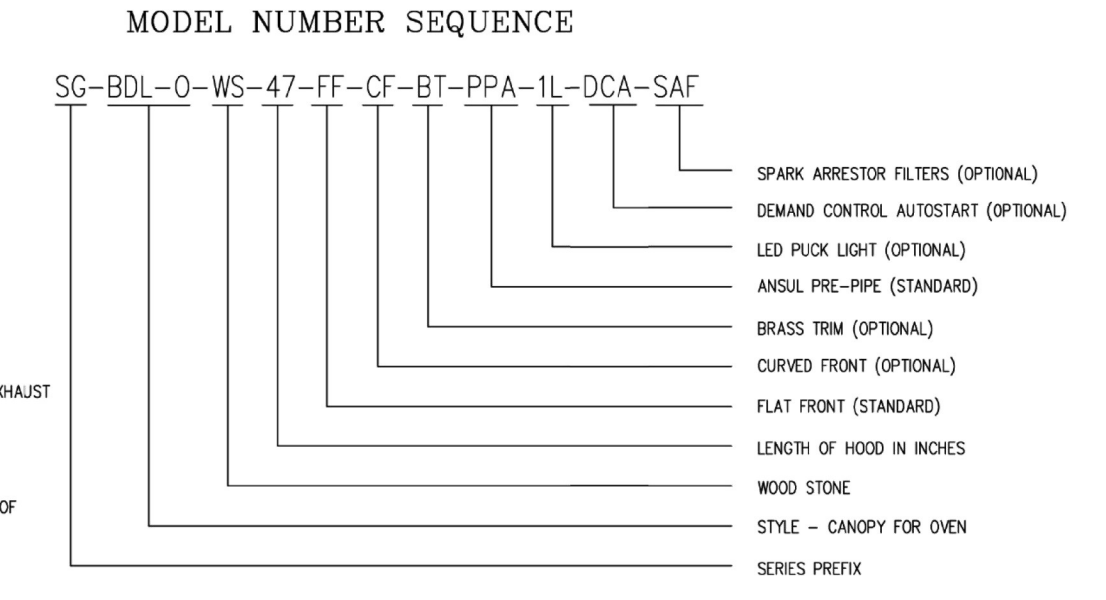 MODEL NUMBER SEQUENCE
SG-BDL-O-WS-47-FF-CF-BT-PPA-1L-DCA-SAF
SPARK ARRESTOR FILTERS (OPTIONAL)
DEMAND CONTROL AUTOSTART (OPTIONAL)
LED PUCK LIGHT (OPTIONAL)
ANSUL PRE-PIPE (STANDARD)
BRASS TRIM (OPTIONAL)
CURVED FRONT (OPTIONAL)
XHAUST
FLAT FRONT (STANDARD)
LENGTH OF HOOD IN INCHES
WOOD STONE
OF
STYLE - CANOPY FOR OVEN
SERIES PREFIX